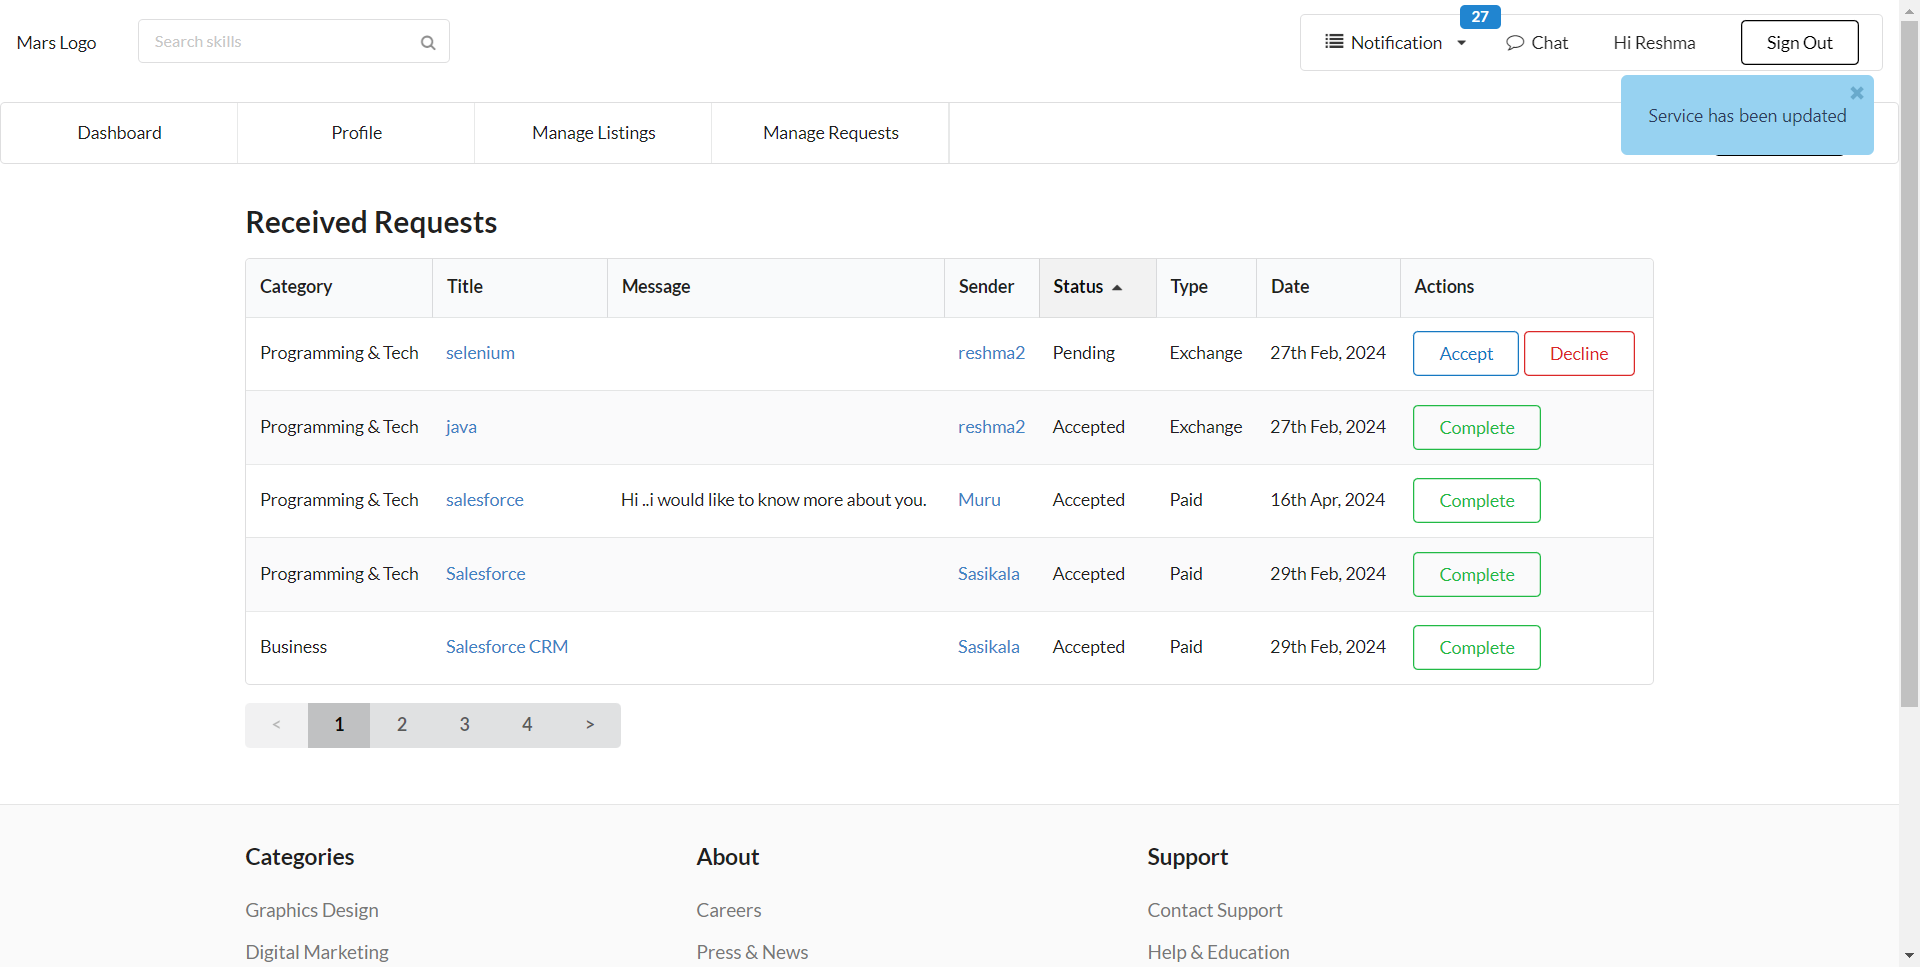 27
Mars Logo
Search skills
Notification
Chat
Hi Reshma
Sign Out
Service has been updated
Dashboard
Profile
Manage Listings
Manage Requests
Received Requests
Category Title Message Sender Status Type Date Actions
Programming & Tech selenium reshma2 Pending Exchange 27th Feb, 2024 Accept Decline
Programming & Tech java reshma2 Accepted Exchange 27th Feb, 2024 Complete
Programming & Tech salesforce Hi ..i would like to know more about you. Muru Accepted Paid 16th Apr, 2024 Complete
Programming & Tech Salesforce Sasikala Accepted Paid 29th Feb, 2024 Complete
Business Salesforce CRM Sasikala Accepted Paid 29th Feb, 2024 Complete
< 1 2 3 4 >
Categories
Graphics Design
Digital Marketing
About
Careers
Press & News
Support
Contact Support
Help & Education